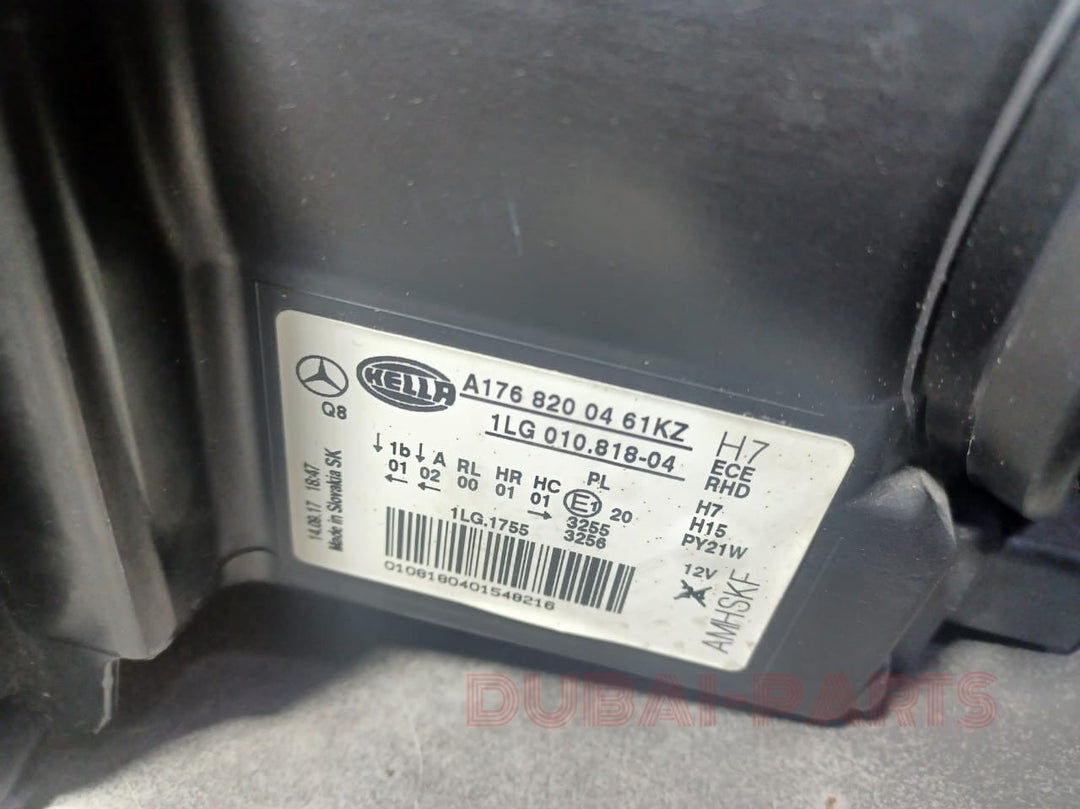 HELLA
A176 820 04 61KZ
1LG 010.818-04
Q8
14.09.17 18:47
Made in Slovakia SK
↓ 1b↓ A RL HR HC PL
01 02 00 01 01 E1 20
← ← →
3255
3256
1LG.1755
0108180401548216
H7
ECE
RHD
H7
H15
PY21W
12V
AMHSKF
DUBAI-PARTS